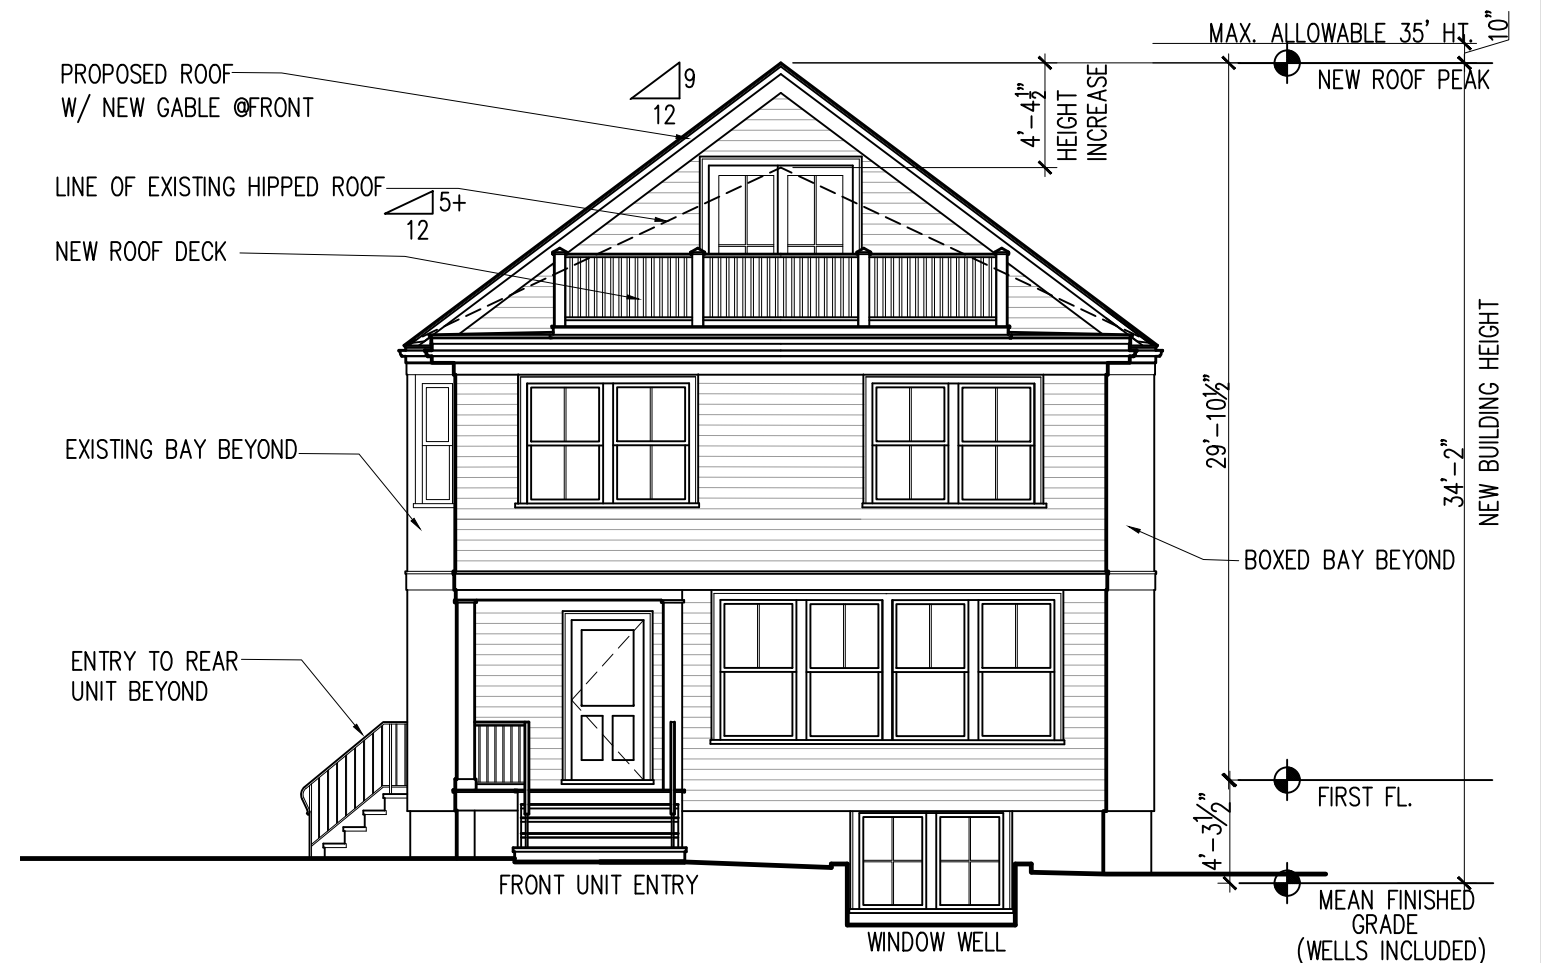 MAX. ALLOWABLE 35' HT.
10"
PROPOSED ROOF
W/ NEW GABLE @FRONT
9
12
NEW ROOF PEAK
4'-4½"
HEIGHT
INCREASE
LINE OF EXISTING HIPPED ROOF
5+
12
NEW ROOF DECK
29'-10½"
34'-2"
NEW BUILDING HEIGHT
EXISTING BAY BEYOND
BOXED BAY BEYOND
ENTRY TO REAR
UNIT BEYOND
FIRST FL.
4'-3½"
FRONT UNIT ENTRY
WINDOW WELL
MEAN FINISHED
GRADE
(WELLS INCLUDED)